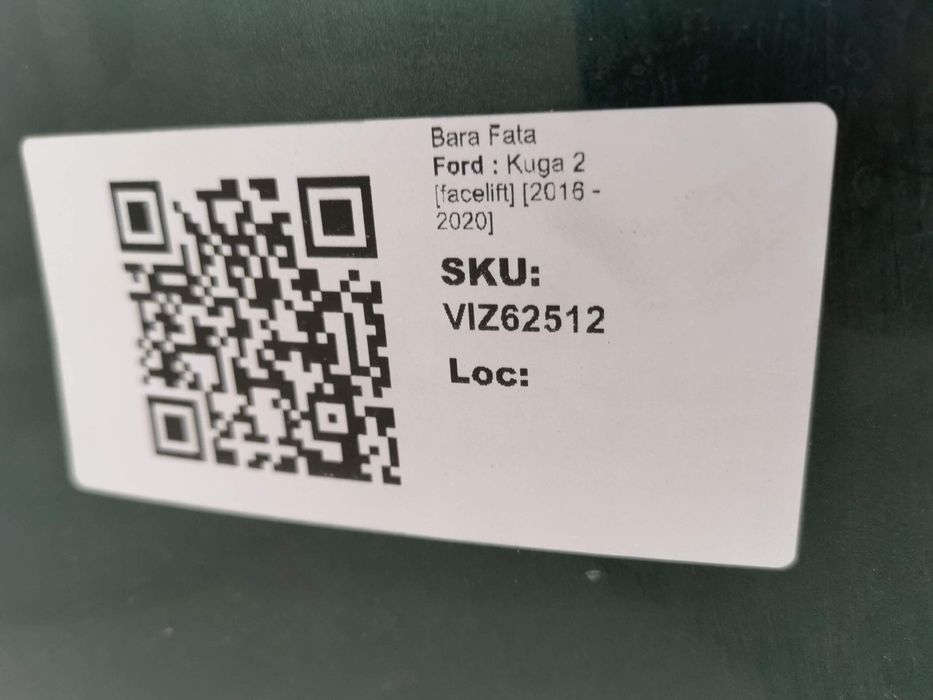 Bara Fata
Ford : Kuga 2
[facelift] [2016 -
2020]
SKU:
VIZ62512
Loc: